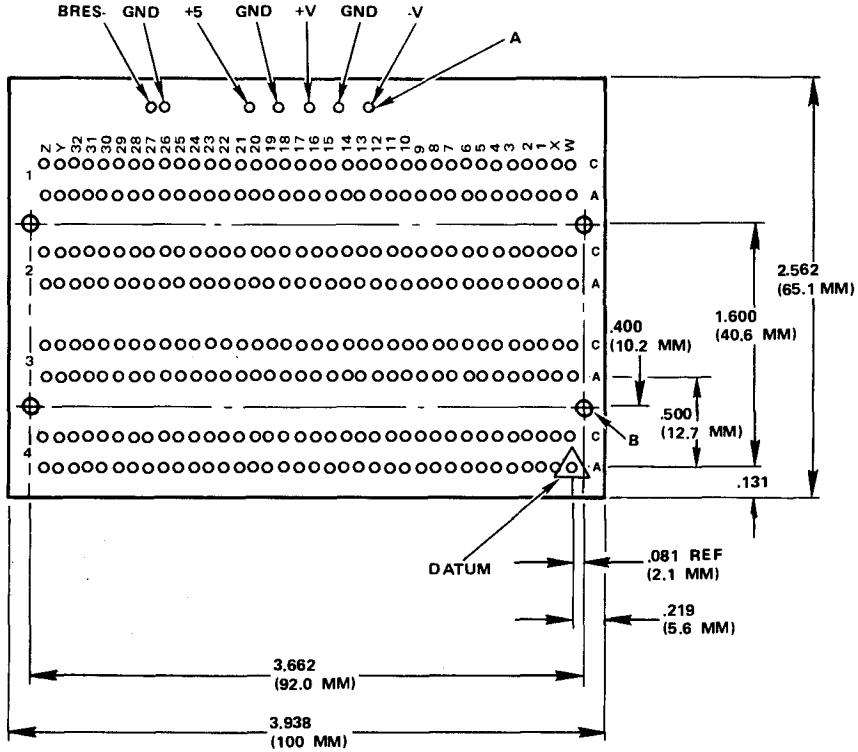 BRES- GND +5 GND +V GND -V
A
Z Y 32 31 30 29 28 27 26 25 24 23 22 21 20 19 18 17 16 15 14 13 12 11 10 9 8 7 6 5 4 3 2 1 X W
C
1
A
C
2
A
2.562
(65.1 MM)
1.600
(40.6 MM)
.400
(10.2 MM)
C
3
A
.500
(12.7 MM)
B
C
4
A
.131
DATUM
.081 REF
(2.1 MM)
.219
(5.6 MM)
3.662
(92.0 MM)
3.938
(100 MM)